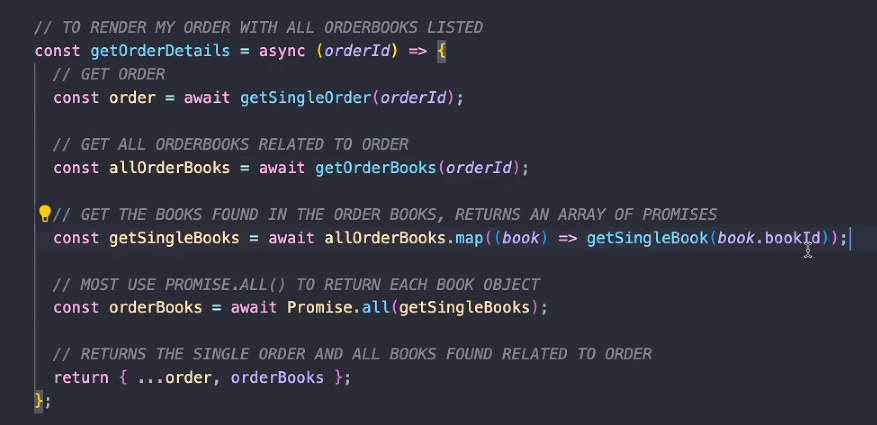 // TO RENDER MY ORDER WITH ALL ORDERBOOKS LISTED
const getOrderDetails = async (orderId) => {
// GET ORDER
const order = await getSingleOrder(orderId);
// GET ALL ORDERBOOKS RELATED TO ORDER
const allOrderBooks = await getOrderBooks(orderId);
// GET THE BOOKS FOUND IN THE ORDER BOOKS, RETURNS AN ARRAY OF PROMISES
const getSingleBooks = await allOrderBooks.map((book) => getSingleBook(book.bookId));
// MOST USE PROMISE.ALL() TO RETURN EACH BOOK OBJECT
const orderBooks = await Promise.all(getSingleBooks);
// RETURNS THE SINGLE ORDER AND ALL BOOKS FOUND RELATED TO ORDER
return { ...order, orderBooks };
};